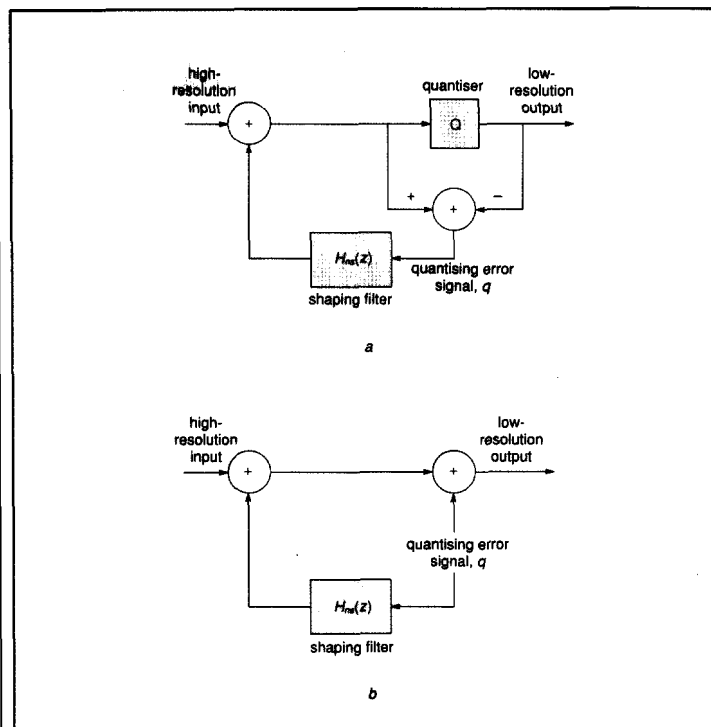 high-
resolution
input
+
quantiser
Q
low-
resolution
output
+
−
+
Hns(z)
shaping filter
quantising error
signal, q
a
high-
resolution
input
+
+
low-
resolution
output
quantising error
signal, q
Hns(z)
shaping filter
b